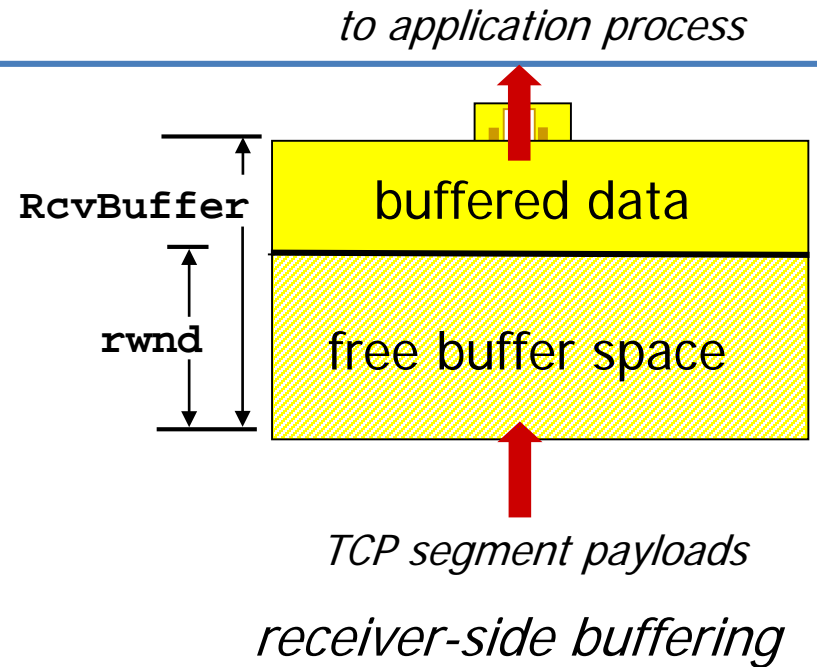 to application process
RcvBuffer
buffered data
rwnd
free buffer space
TCP segment payloads
receiver-side buffering